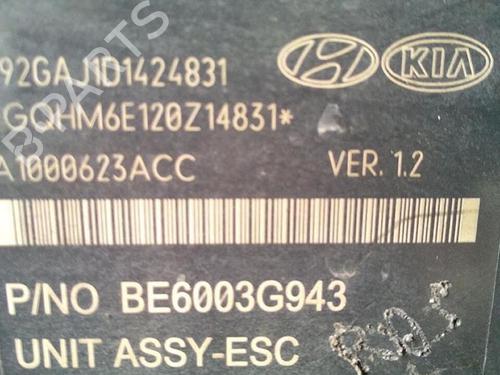 92GAJ1D1424831
GQHM6E120Z14831*
KIA
A1000623ACC
VER. 1.2
P/NO BE6003G943
UNIT ASSY-ESC